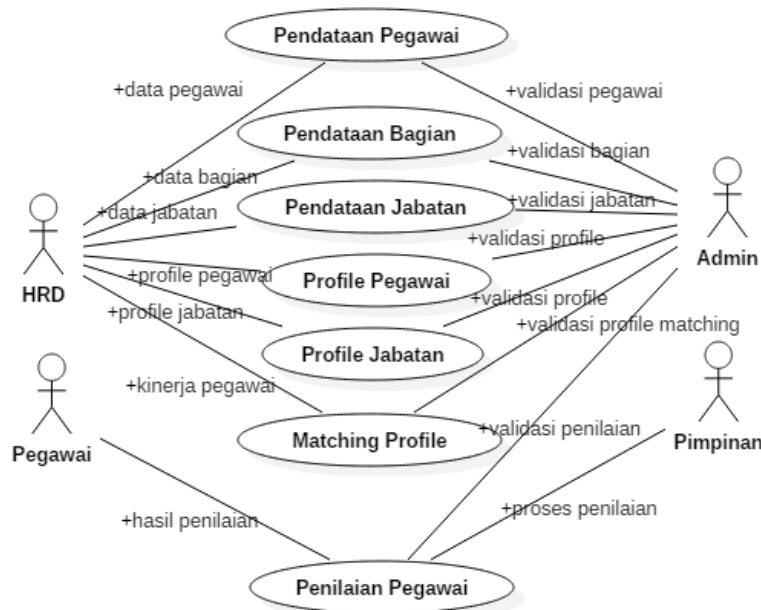 Pendataan Pegawai
+data pegawai
+validasi pegawai
Pendataan Bagian
+data bagian
+validasi bagian
+data jabatan
Pendataan Jabatan
+validasi jabatan
+validasi profile
HRD
+profile pegawai
Profile Pegawai
Admin
+profile jabatan
+validasi profile
+validasi profile matching
Profile Jabatan
+kinerja pegawai
Pegawai
Matching Profile
+validasi penilaian
Pimpinan
+hasil penilaian
+proses penilaian
Penilaian Pegawai